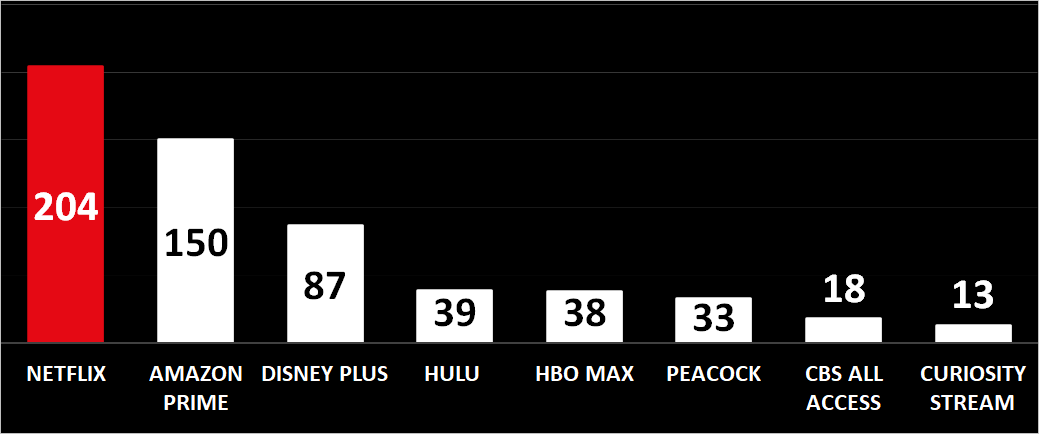 204
150
87
39
38
33
18
13
NETFLIX
AMAZON
PRIME
DISNEY PLUS
HULU
HBO MAX
PEACOCK
CBS ALL
ACCESS
CURIOSITY
STREAM